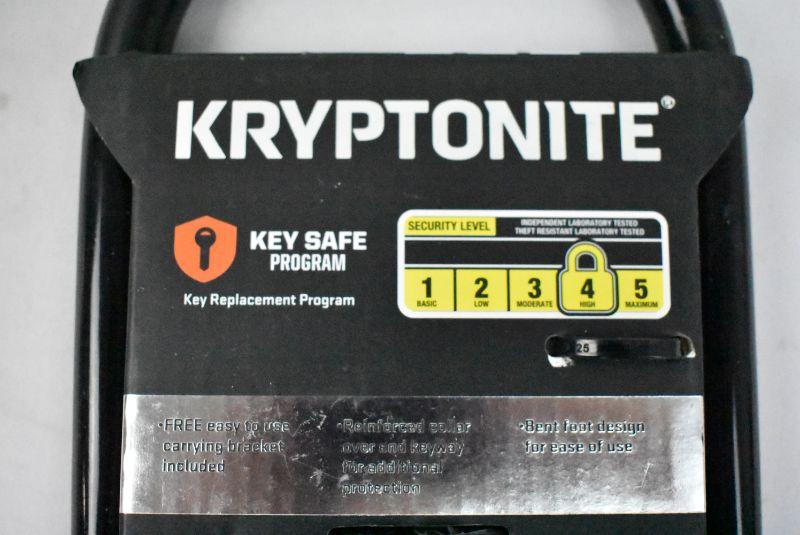 KRYPTONITE®
KEY SAFE
PROGRAM
Key Replacement Program
SECURITY LEVEL
INDEPENDENT LABORATORY TESTED
THEFT RESISTANT LABORATORY TESTED
1 2 3 4 5
BASIC LOW MODERATE HIGH MAXIMUM
25
•FREE easy to use
carrying bracket
included
•Reinforced collar
over end keyway
for additional
protection
•Bent foot design
for ease of use